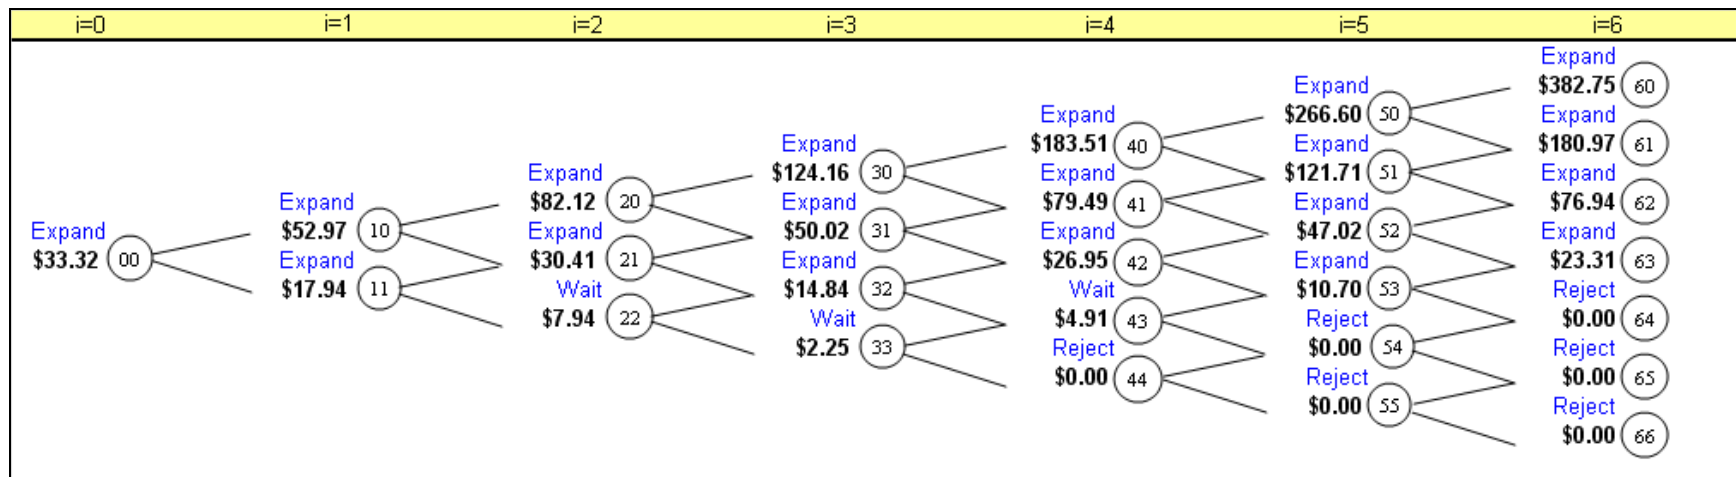 i=0 i=1 i=2 i=3 i=4 i=5 i=6
Expand
$33.32 00
Expand
$52.97 10
Expand
$17.94 11
Expand
$82.12 20
Expand
$30.41 21
Wait
$7.94 22
Expand
$124.16 30
Expand
$50.02 31
Expand
$14.84 32
Wait
$2.25 33
Expand
$183.51 40
Expand
$79.49 41
Expand
$26.95 42
Wait
$4.91 43
Reject
$0.00 44
Expand
$266.60 50
Expand
$121.71 51
Expand
$47.02 52
Expand
$10.70 53
Reject
$0.00 54
Reject
$0.00 55
Expand
$382.75 60
Expand
$180.97 61
Expand
$76.94 62
Expand
$23.31 63
Reject
$0.00 64
Reject
$0.00 65
Reject
$0.00 66